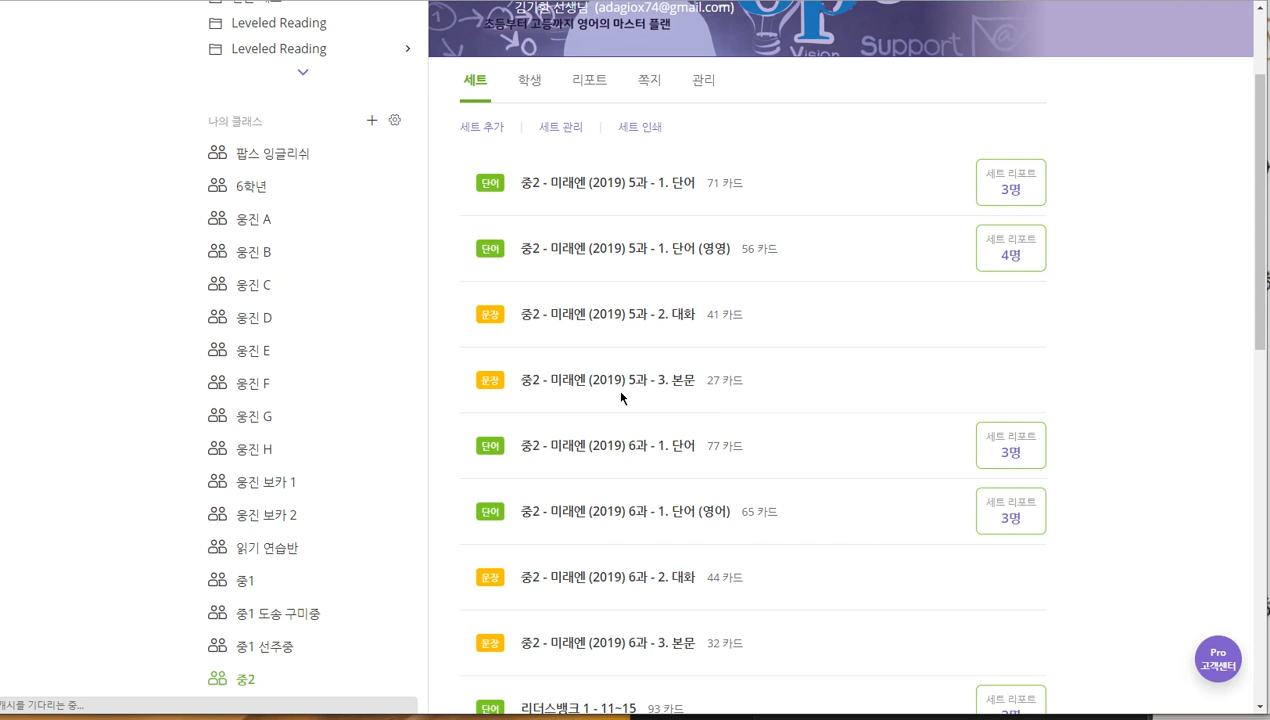 Leveled Reading
Leveled Reading
나의 클래스
팝스 잉글리쉬
6학년
웅진 A
웅진 B
웅진 C
웅진 D
웅진 E
웅진 F
웅진 G
웅진 H
웅진 보카 1
웅진 보카 2
읽기 연습반
중1
중1 도송 구미중
중1 선주중
중2
캐시를 기다리는 중...
김기환 선생님 (adagiox74@gmail.com)
초등부터 고등까지 영어의 마스터 플랜
Vision
Support
세트 학생 리포트 쪽지 관리
세트 추가 | 세트 관리 | 세트 인쇄
단어 중2 - 미래엔 (2019) 5과 - 1. 단어 71 카드 세트 리포트
3명
단어 중2 - 미래엔 (2019) 5과 - 1. 단어 (영영) 56 카드 세트 리포트
4명
문장 중2 - 미래엔 (2019) 5과 - 2. 대화 41 카드
문장 중2 - 미래엔 (2019) 5과 - 3. 본문 27 카드
단어 중2 - 미래엔 (2019) 6과 - 1. 단어 77 카드 세트 리포트
3명
단어 중2 - 미래엔 (2019) 6과 - 1. 단어 (영어) 65 카드 세트 리포트
3명
문장 중2 - 미래엔 (2019) 6과 - 2. 대화 44 카드
문장 중2 - 미래엔 (2019) 6과 - 3. 본문 32 카드
단어 리더스뱅크 1 - 11~15 93 카드 세트 리포트
Pro
고객센터